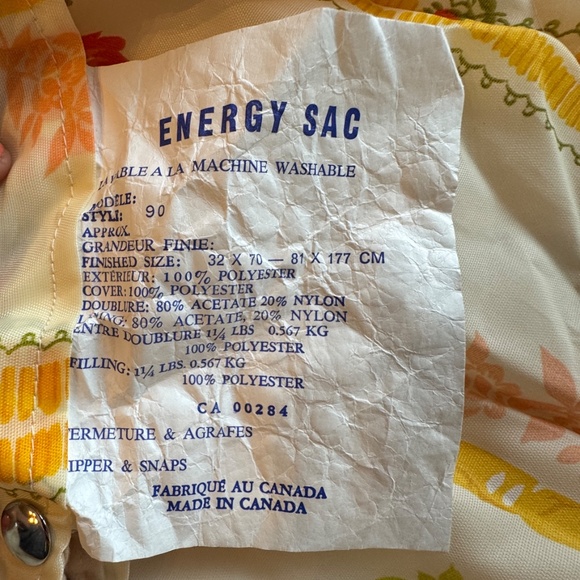 ENERGY SAC
LAVABLE A LA MACHINE WASHABLE
MODELE:
STYLE: 90
APPROX.
GRANDEUR FINIE:
FINISHED SIZE: 32 X 70 — 81 X 177 CM
EXTÉRIEUR: 100% POLYESTER
COVER: 100% POLYESTER
DOUBLURE: 80% ACETATE 20% NYLON
LINING: 80% ACETATE, 20% NYLON
ENTRE DOUBLURE 1¼ LBS 0.567 KG
100% POLYESTER
FILLING: 1¼ LBS. 0.567 KG
100% POLYESTER
CA 00284
FERMETURE & AGRAFES
ZIPPER & SNAPS
FABRIQUÉ AU CANADA
MADE IN CANADA